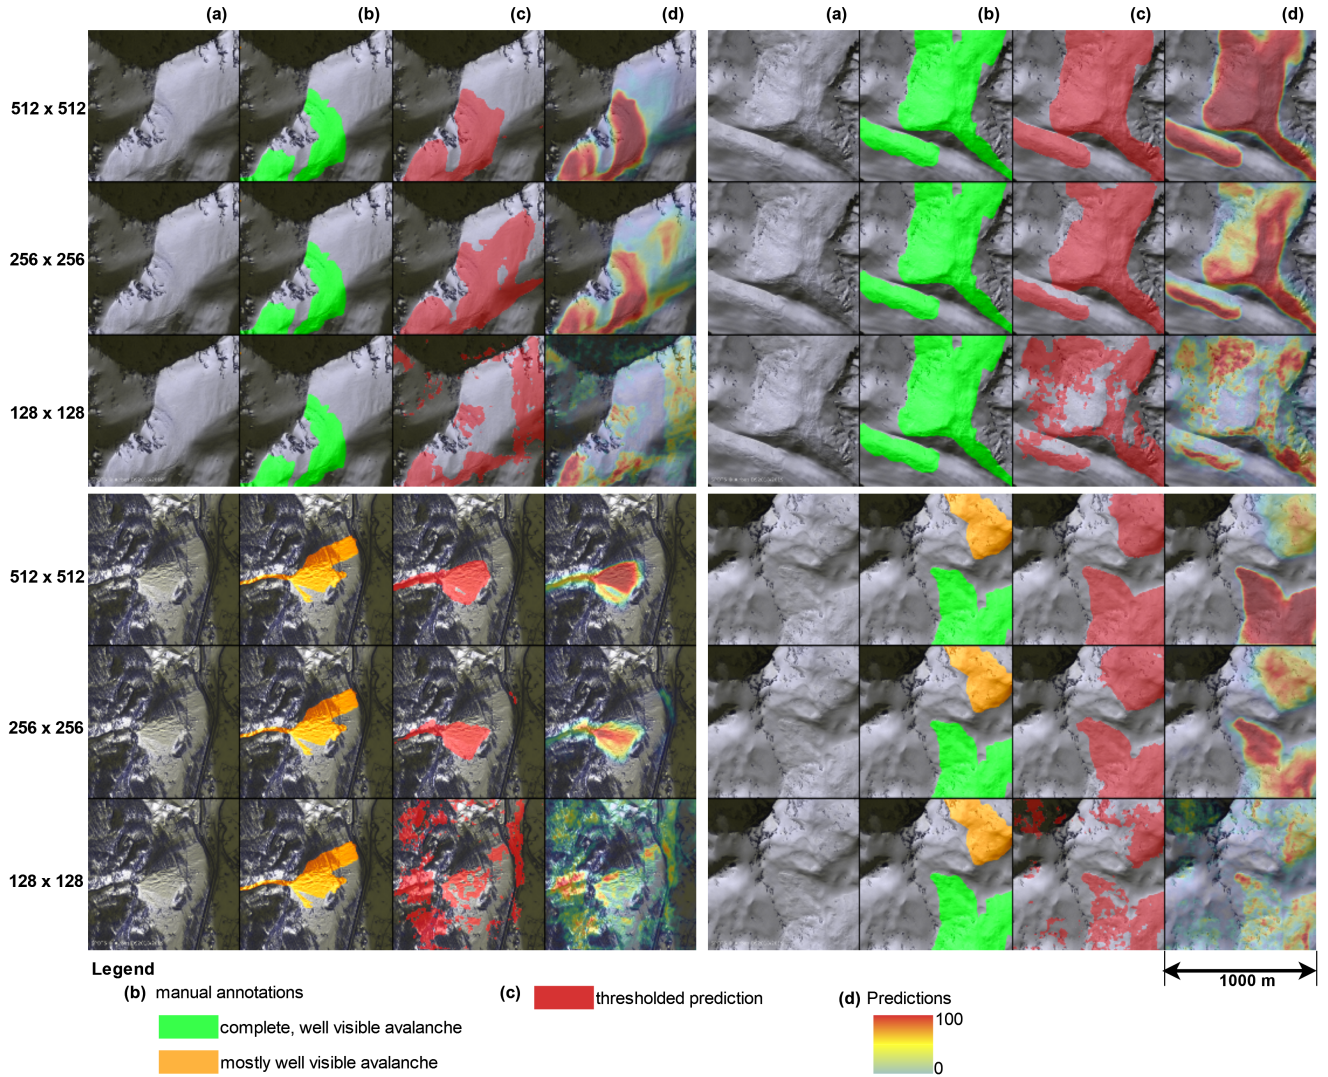 (a) (b) (c) (d) (a) (b) (c) (d)
512 x 512
256 x 256
128 x 128
512 x 512
256 x 256
128 x 128
1000 m
Legend
(b) manual annotations
(c) thresholded prediction
(d) Predictions
complete, well visible avalanche
100
mostly well visible avalanche
0